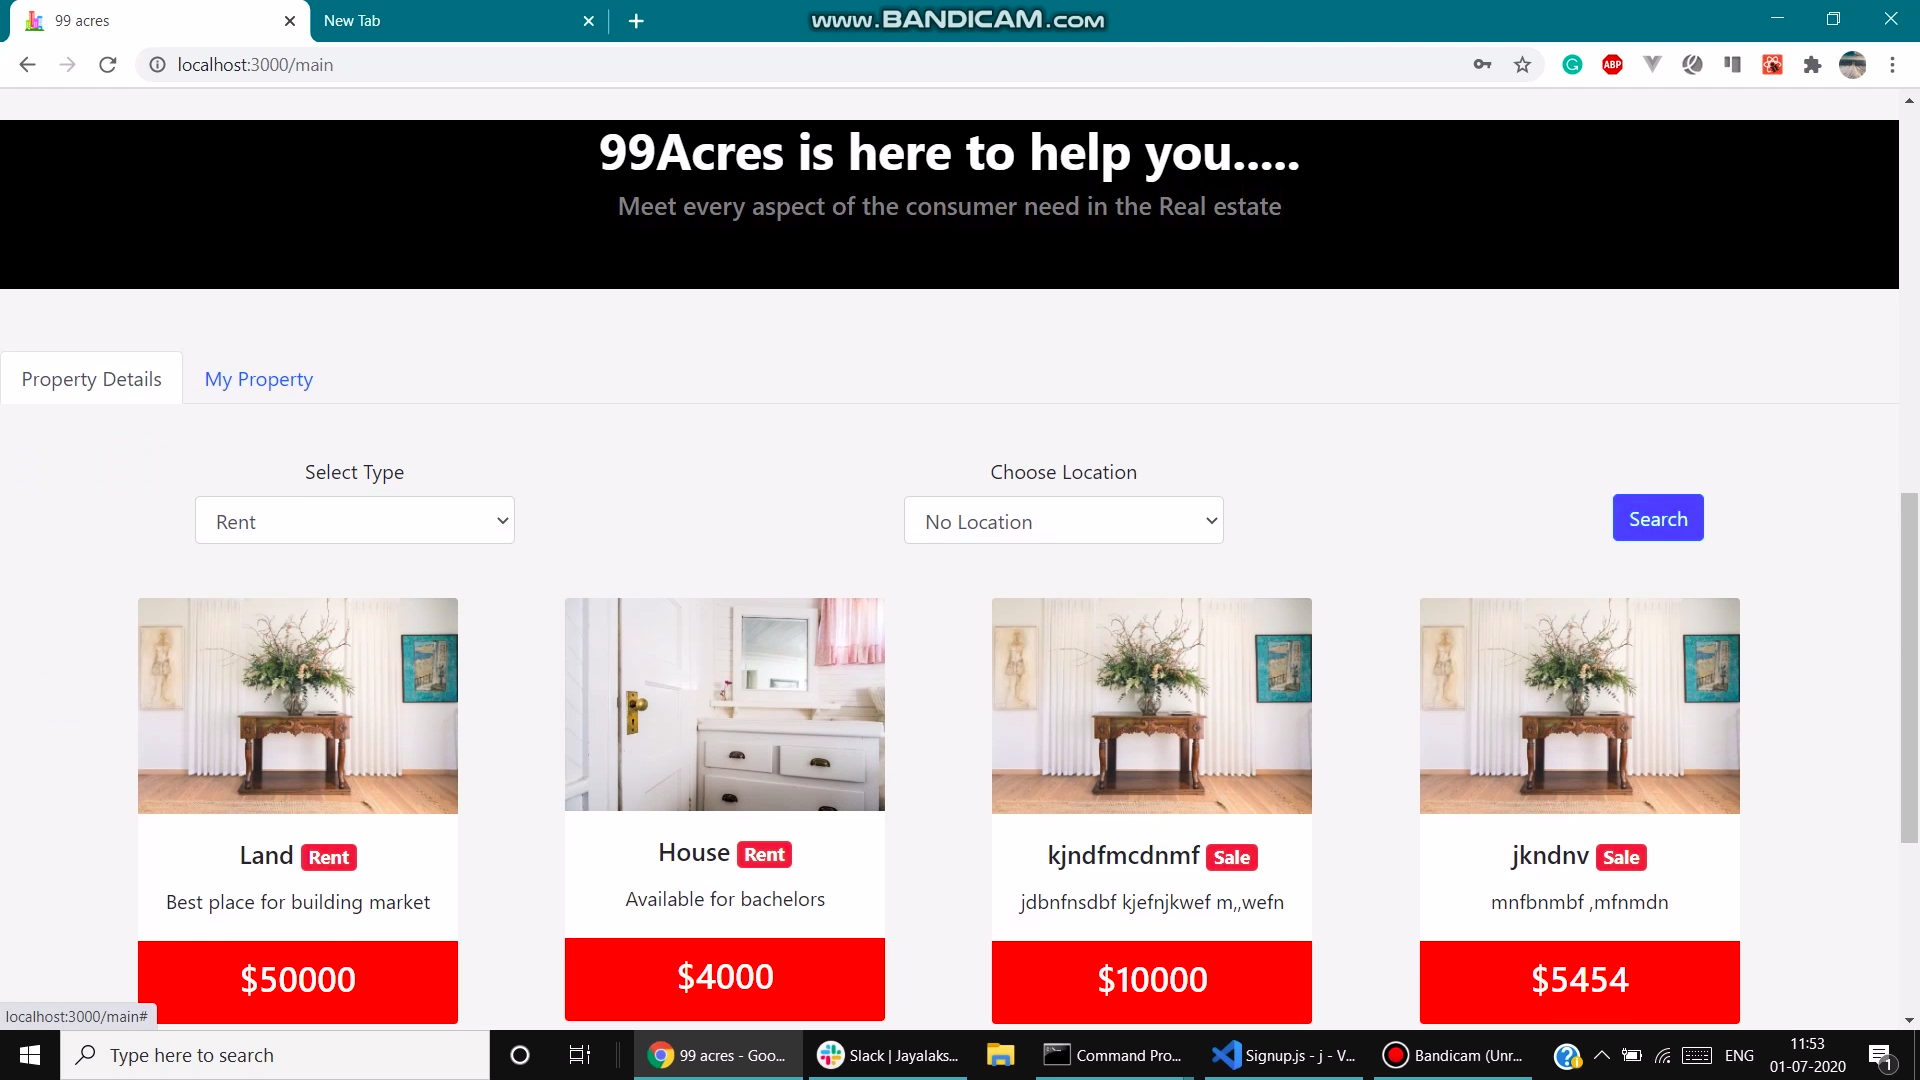 99 acres
New Tab
www.BANDICAM.com
localhost:3000/main
ABP
99Acres is here to help you.....
Meet every aspect of the consumer need in the Real estate
Property Details
My Property
Select Type
Choose Location
Rent
No Location
Search
Land Rent
House Rent
kjndfmcdnmf Sale
jkndnv Sale
Best place for building market
Available for bachelors
jdbnfnsdbf kjefnjkwef m,,wefn
mnfbnmbf ,mfnmdn
$50000
$4000
$10000
$5454
localhost:3000/main#
Type here to search
99 acres - Goo...
Slack | Jayalaks...
Command Pro...
Signup.js - j - V...
Bandicam (Unr...
ENG
11:53
01-07-2020
1